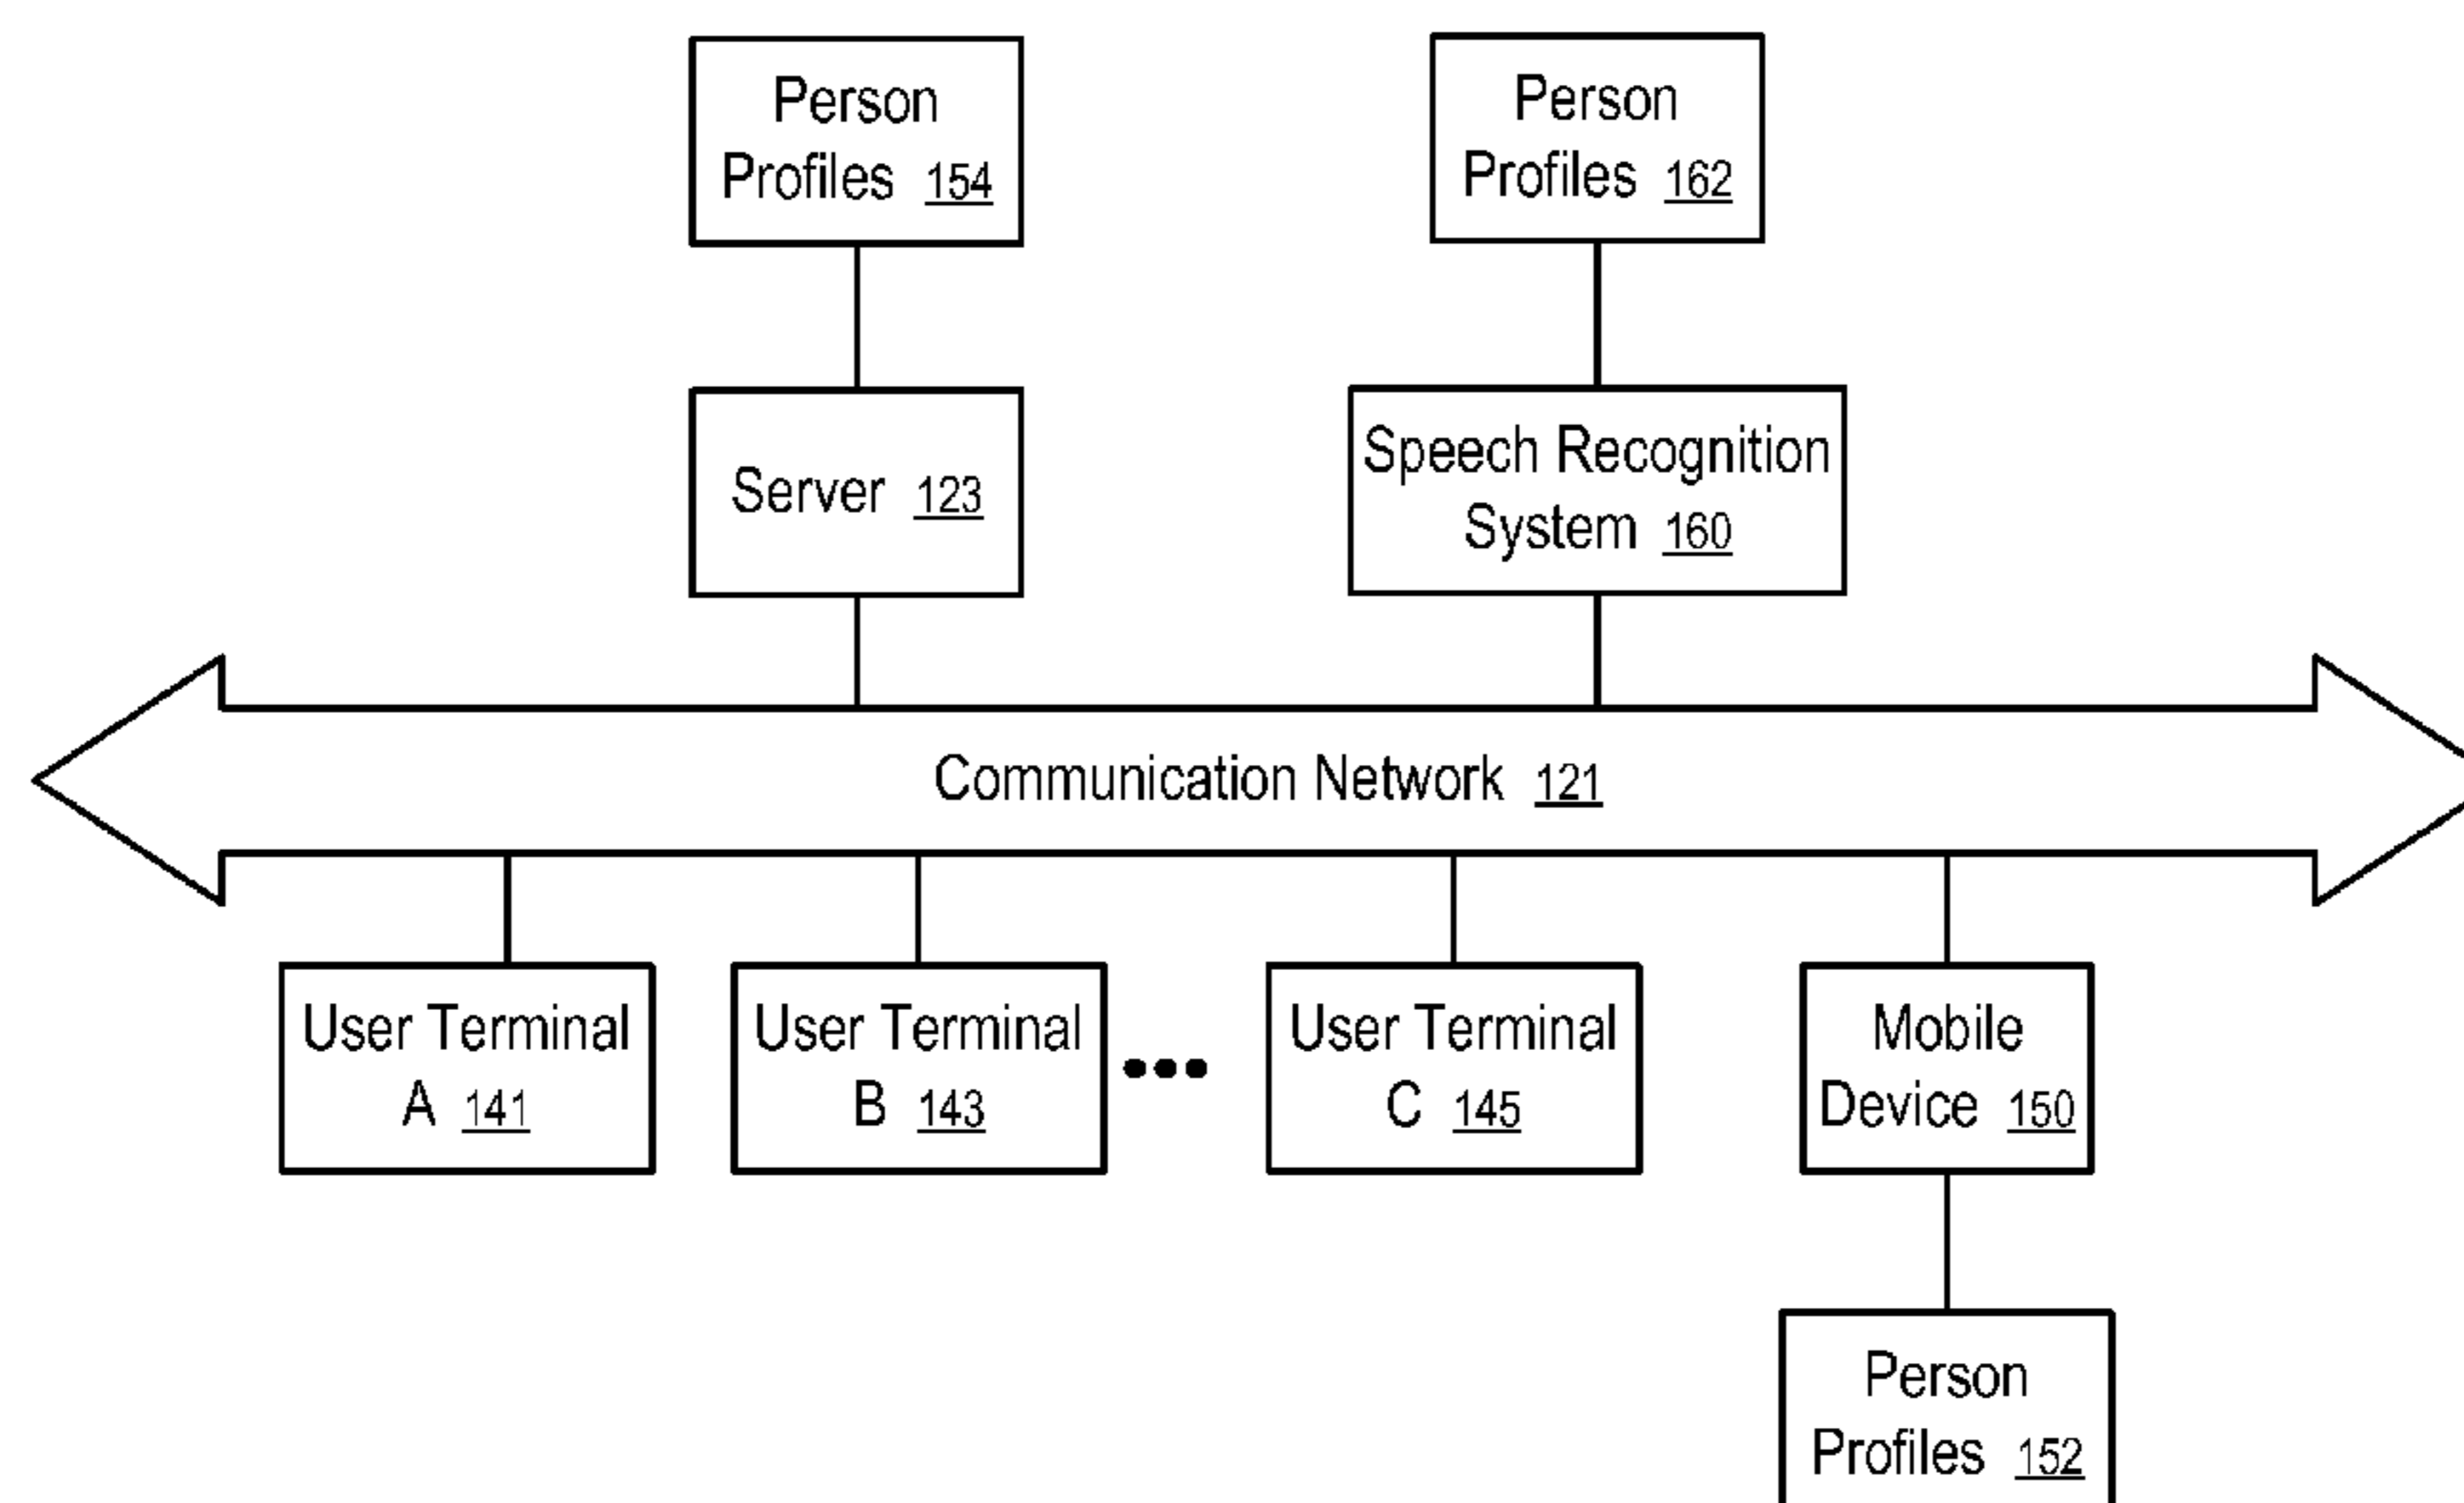 Person
Profiles 154
Person
Profiles 162
Server 123
Speech Recognition
System 160
Communication Network 121
User Terminal
A 141
User Terminal
B 143
User Terminal
C 145
Mobile
Device 150
Person
Profiles 152